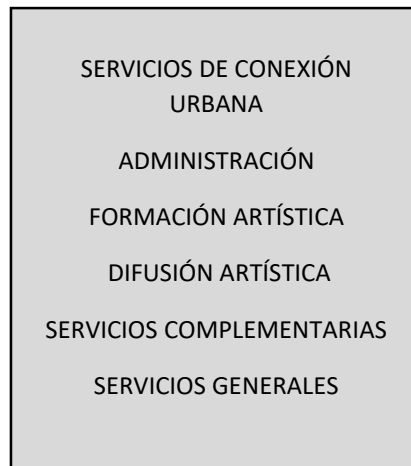 SERVICIOS DE CONEXIÓN
URBANA
ADMINISTRACIÓN
FORMACIÓN ARTÍSTICA
DIFUSIÓN ARTÍSTICA
SERVICIOS COMPLEMENTARIAS
SERVICIOS GENERALES